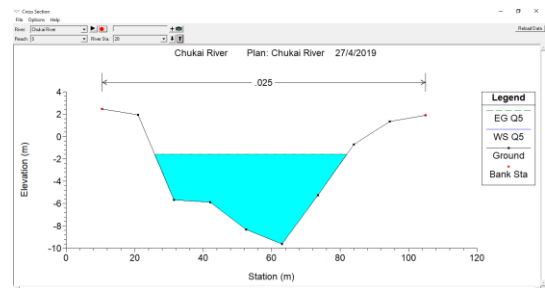 Cross Section
File Options Help
River: Chukai River
Reload Data
Reach: S River Sta.: 20
Chukai River Plan: Chukai River 27/4/2019
.025
Legend
EG Q5
WS Q5
Ground
Bank Sta
Elevation (m)
4
2
0
-2
-4
-6
-8
-10
0 20 40 60 80 100 120
Station (m)